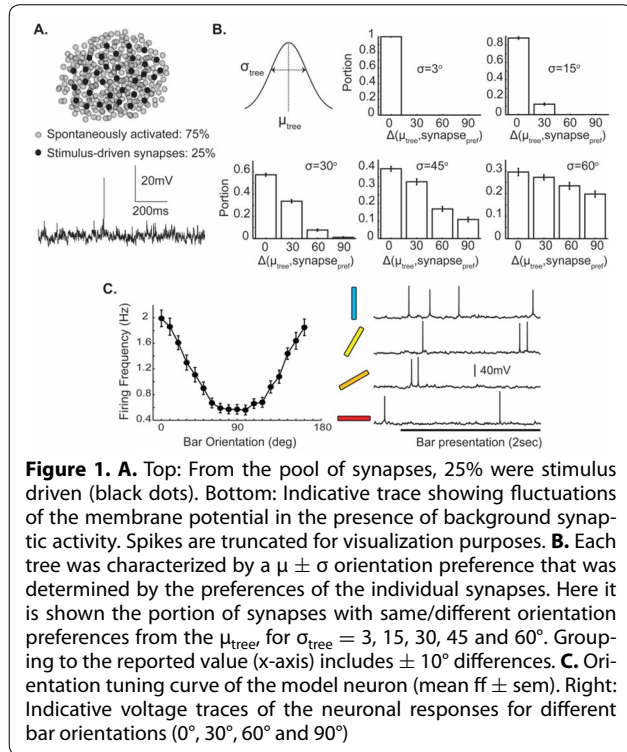 A.
Spontaneously activated: 75%
Stimulus-driven synapses: 25%
20mV
200ms
B.
σtree
μtree
Portion
1
0.8
0.6
0.4
0.2
0
σ=3°
0 30 60 90
Δ(μtree,synapsepref)
0.8
0.6
0.4
0.2
0
σ=15°
0 30 60 90
Δ(μtree,synapsepref)
Portion
0.6
0.4
0.2
0
σ=30°
0 30 60 90
Δ(μtree,synapsepref)
0.4
0.3
0.2
0.1
0
σ=45°
0 30 60 90
Δ(μtree,synapsepref)
0.3
0.2
0.1
0
σ=60°
0 30 60 90
Δ(μtree,synapsepref)
C.
Firing Frequency (Hz)
2
1.6
1.2
0.8
0.4
0 90 180
Bar Orientation (deg)
40mV
Bar presentation (2sec)
Figure 1. A. Top: From the pool of synapses, 25% were stimulus
driven (black dots). Bottom: Indicative trace showing fluctuations
of the membrane potential in the presence of background synap-
tic activity. Spikes are truncated for visualization purposes. B. Each
tree was characterized by a μ ± σ orientation preference that was
determined by the preferences of the individual synapses. Here it
is shown the portion of synapses with same/different orientation
preferences from the μtree, for σtree = 3, 15, 30, 45 and 60°. Group-
ing to the reported value (x-axis) includes ± 10° differences. C. Ori-
entation tuning curve of the model neuron (mean ff ± sem). Right:
Indicative voltage traces of the neuronal responses for different
bar orientations (0°, 30°, 60° and 90°)